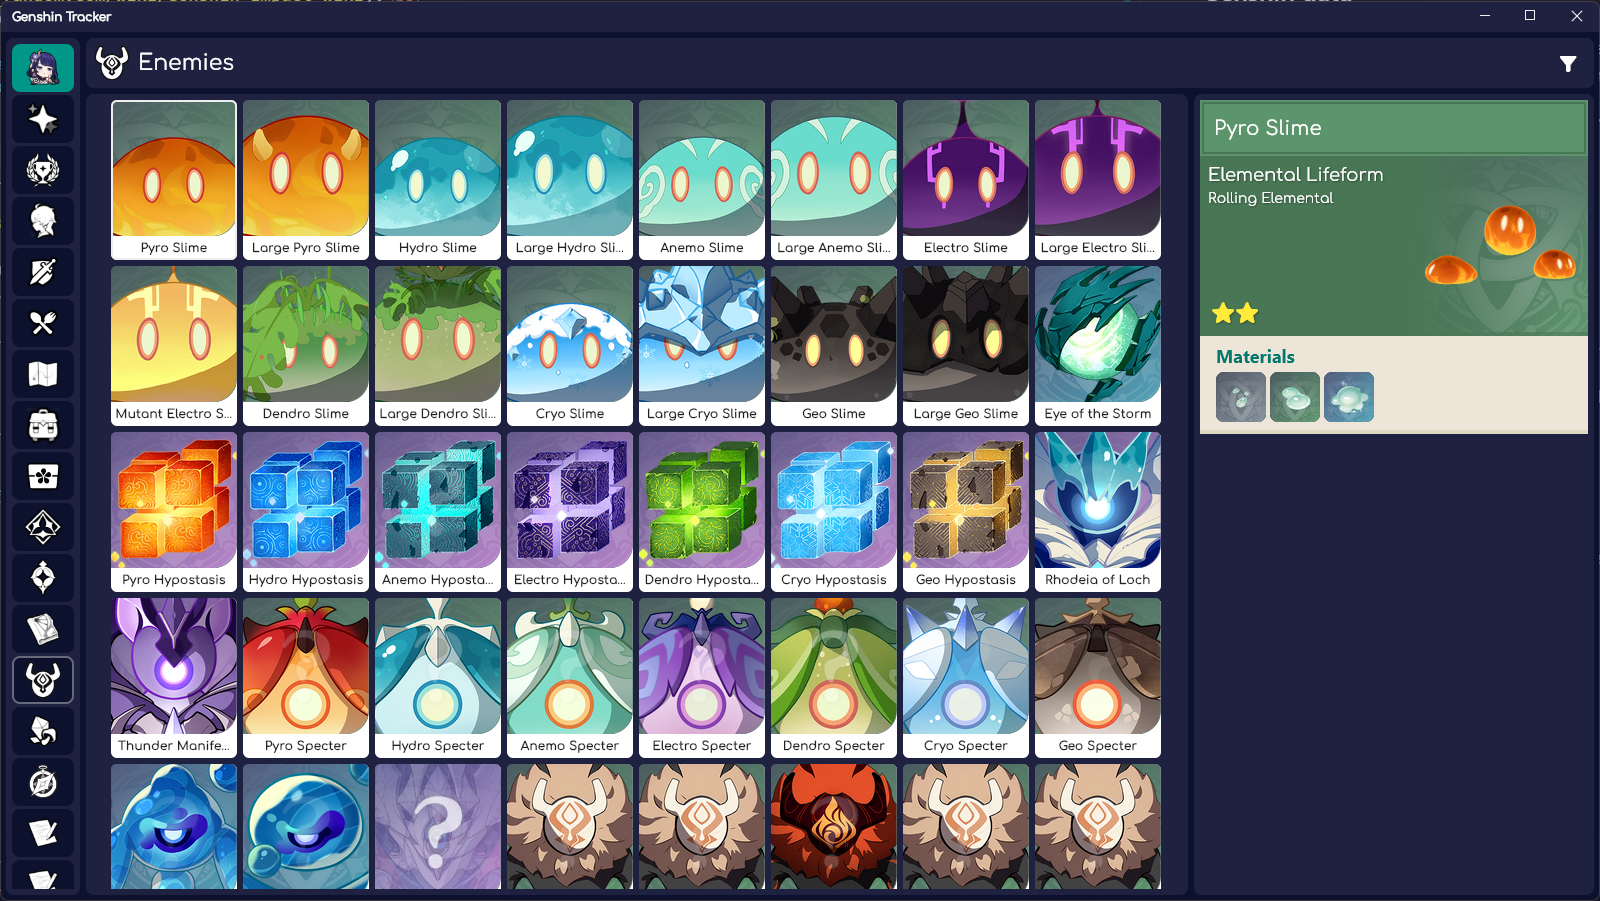 Genshin Tracker
Enemies
Pyro Slime
Large Pyro Slime
Hydro Slime
Large Hydro Sli...
Anemo Slime
Large Anemo Sli...
Electro Slime
Large Electro Sli...
Mutant Electro S...
Dendro Slime
Large Dendro Sli...
Cryo Slime
Large Cryo Slime
Geo Slime
Large Geo Slime
Eye of the Storm
Pyro Hypostasis
Hydro Hypostasis
Anemo Hyposta...
Electro Hyposta...
Dendro Hyposta...
Cryo Hypostasis
Geo Hypostasis
Rhodeia of Loch
Thunder Manife...
Pyro Specter
Hydro Specter
Anemo Specter
Electro Specter
Dendro Specter
Cryo Specter
Geo Specter
?
Pyro Slime
Elemental Lifeform
Rolling Elemental
Materials